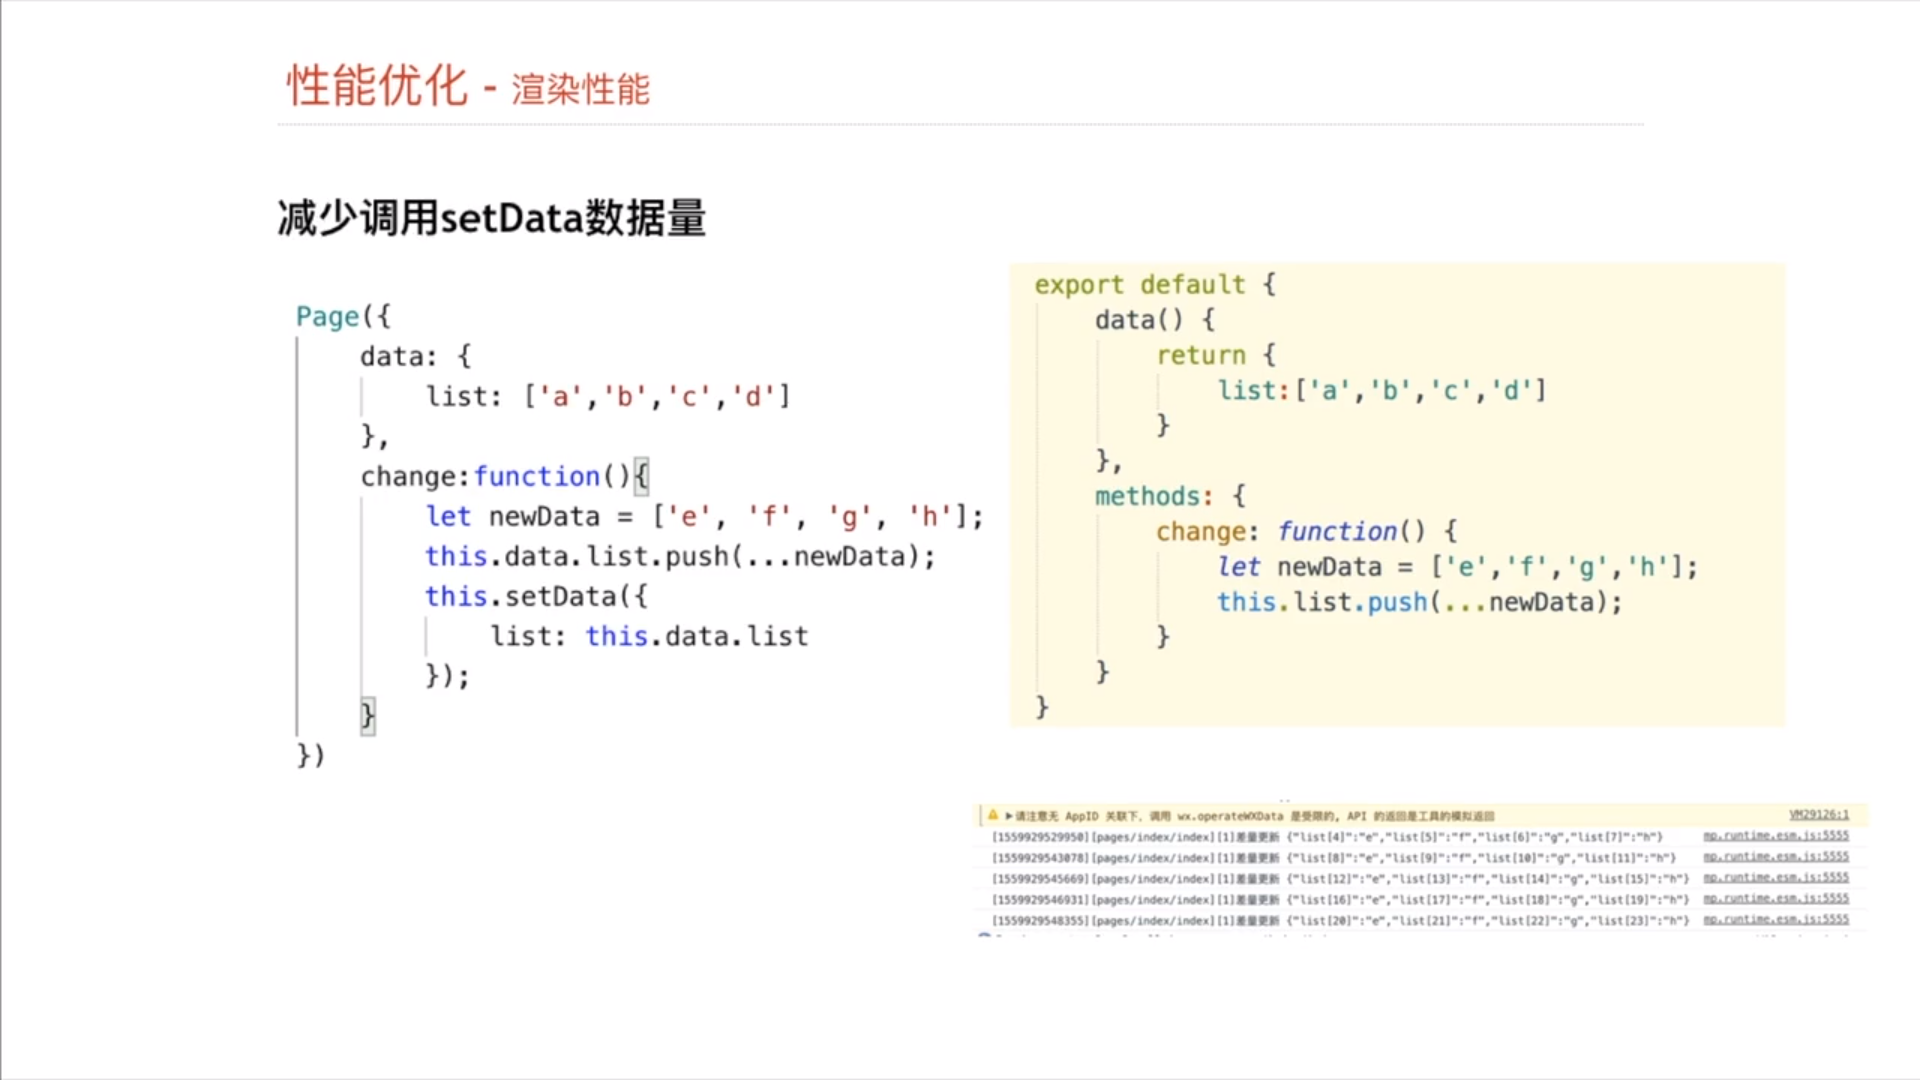 性能优化 - 渲染性能
减少调用setData数据量
Page({
data: {
list: ['a','b','c','d']
},
change:function(){
let newData = ['e', 'f', 'g', 'h'];
this.data.list.push(...newData);
this.setData({
list: this.data.list
});
}
})
export default {
data() {
return {
list:['a','b','c','d']
}
},
methods: {
change: function() {
let newData = ['e','f','g','h'];
this.list.push(...newData);
}
}
}
请注意无 AppID 关联下，调用 wx.operateWXData 是受限的, API 的返回是工具的模拟返回 VM29126:1
[1559929529950][pages/index/index][1]差量更新 {"list[4]":"e","list[5]":"f","list[6]":"g","list[7]":"h"} mp.runtime.esm.js:5555
[1559929543078][pages/index/index][1]差量更新 {"list[8]":"e","list[9]":"f","list[10]":"g","list[11]":"h"} mp.runtime.esm.js:5555
[1559929545669][pages/index/index][1]差量更新 {"list[12]":"e","list[13]":"f","list[14]":"g","list[15]":"h"} mp.runtime.esm.js:5555
[1559929546931][pages/index/index][1]差量更新 {"list[16]":"e","list[17]":"f","list[18]":"g","list[19]":"h"} mp.runtime.esm.js:5555
[1559929548355][pages/index/index][1]差量更新 {"list[20]":"e","list[21]":"f","list[22]":"g","list[23]":"h"} mp.runtime.esm.js:5555